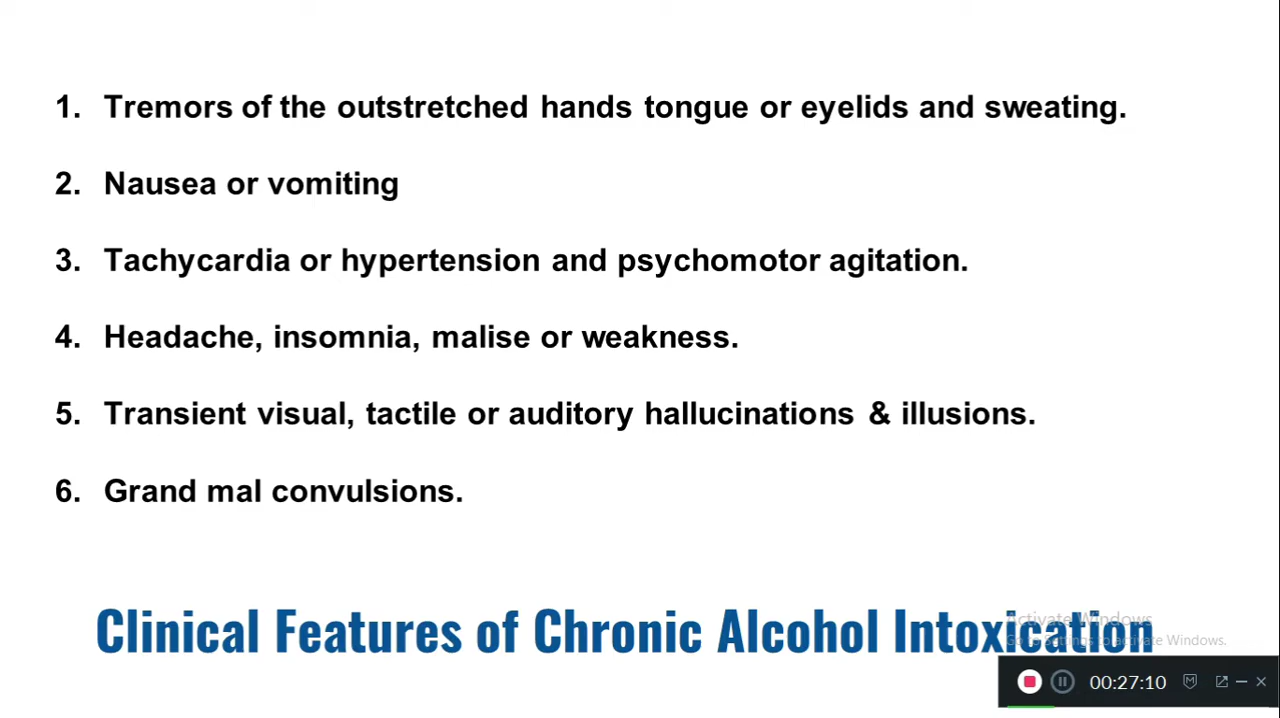 1. Tremors of the outstretched hands tongue or eyelids and sweating.
2. Nausea or vomiting
3. Tachycardia or hypertension and psychomotor agitation.
4. Headache, insomnia, malise or weakness.
5. Transient visual, tactile or auditory hallucinations & illusions.
6. Grand mal convulsions.
Clinical Features of Chronic Alcohol Intoxication
Activate Windows
Go to Settings to activate Windows.
00:27:10